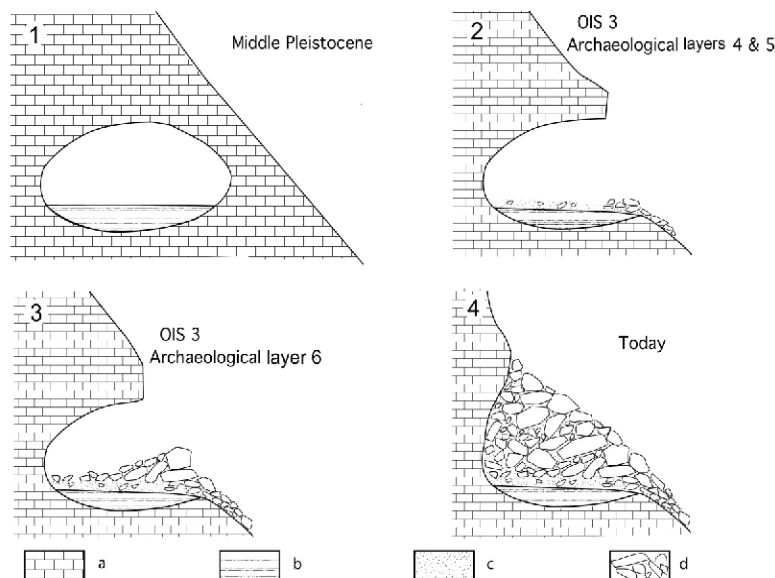 1
Middle Pleistocene
2
OIS 3
Archaeological layers 4 & 5
3
OIS 3
Archaeological layer 6
4
Today
a
b
c
d